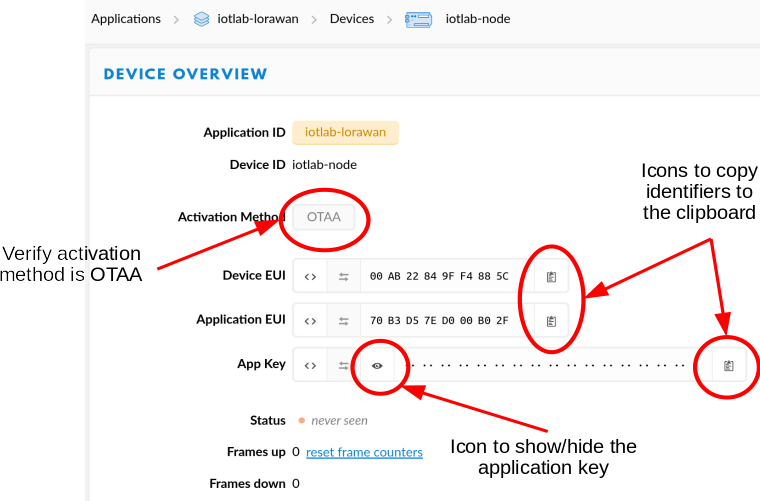 Applications > iotlab-lorawan > Devices > iotlab-node
DEVICE OVERVIEW
Application ID iotlab-lorawan
Device ID iotlab-node
Icons to copy
identifiers to
the clipboard
Activation Method OTAA
Verify activation
method is OTAA
Device EUI <> 00 AB 22 84 9F F4 88 5C
Application EUI <> 70 B3 D5 7E D0 00 B0 2F
App Key <>
Status never seen
Icon to show/hide the
application key
Frames up 0 reset frame counters
Frames down 0